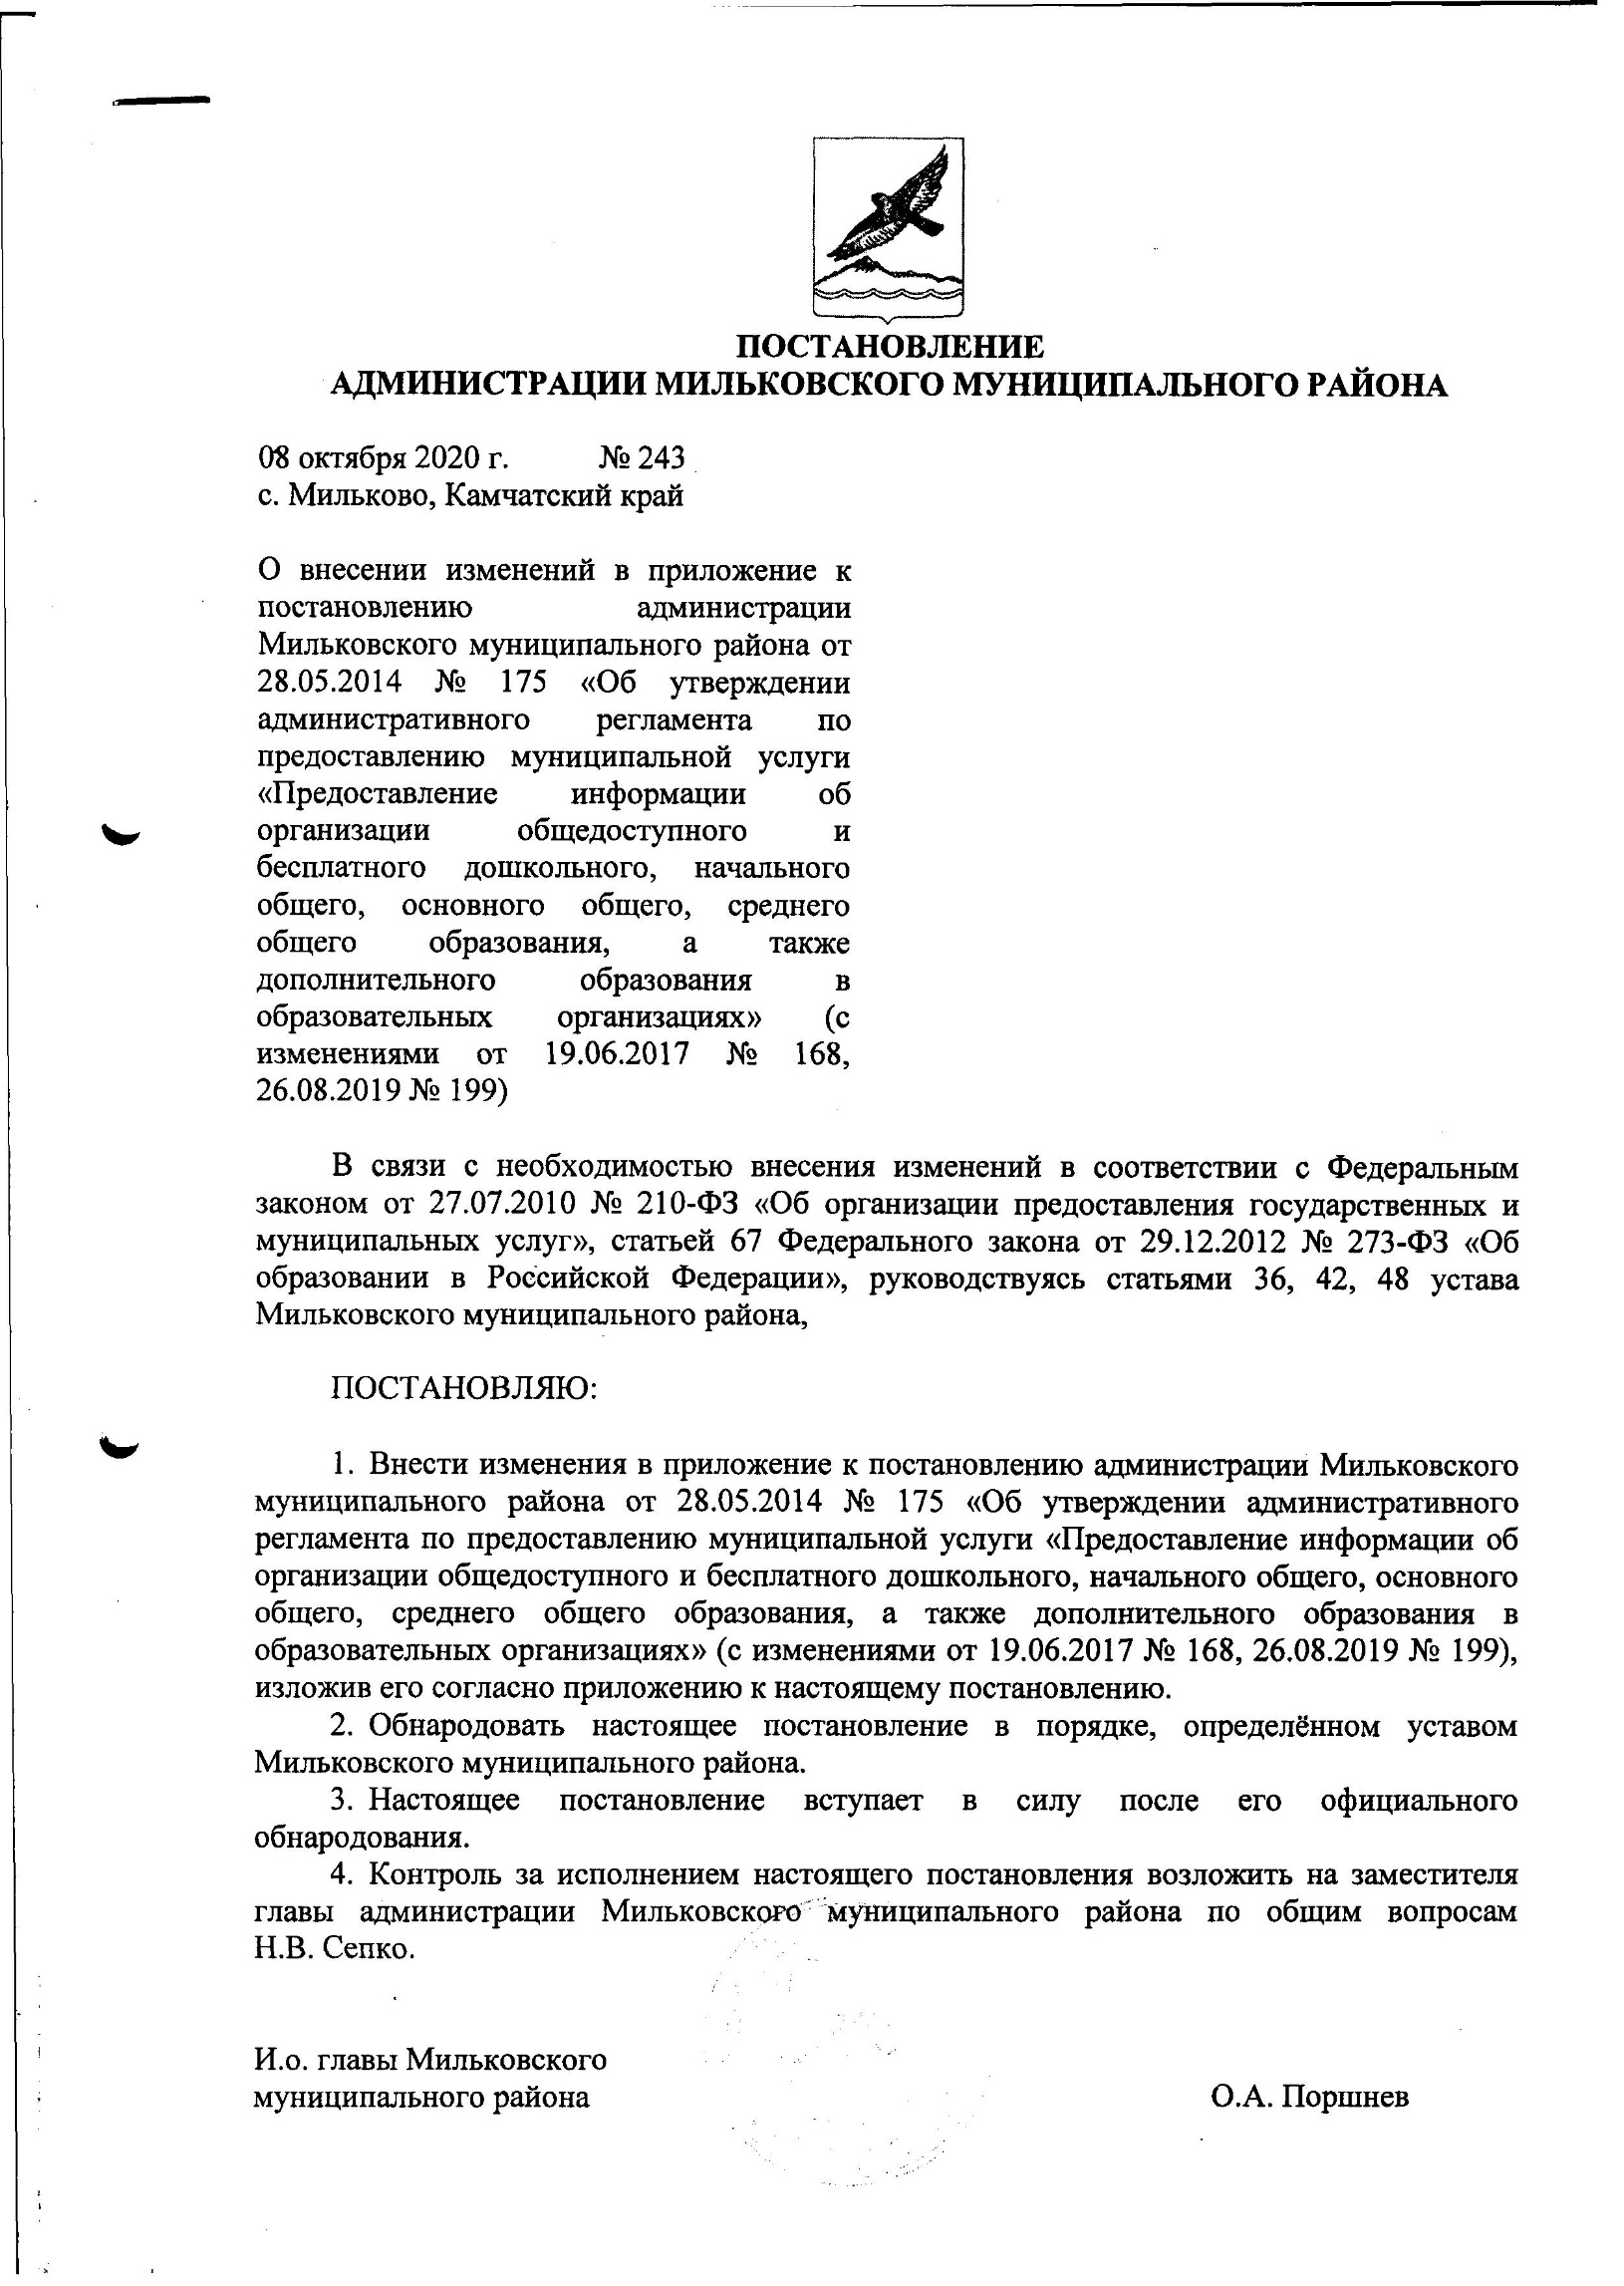 ПОСТАНОВЛЕНИЕ
АДМИНИСТРАЦИИ МИЛЬКОВСКОГО МУНИЦИПАЛЬНОГО РАЙОНА
08 октября 2020 г. № 243
с. Мильково, Камчатский край
О внесении изменений в приложение к
постановлению администрации
Мильковского муниципального района от
28.05.2014 № 175 «Об утверждении
административного регламента по
предоставлению муниципальной услуги
«Предоставление информации об
организации общедоступного и
бесплатного дошкольного, начального
общего, основного общего, среднего
общего образования, а также
дополнительного образования в
образовательных организациях» (с
изменениями от 19.06.2017 № 168,
26.08.2019 № 199)
В связи с необходимостью внесения изменений в соответствии с Федеральным
законом от 27.07.2010 № 210-ФЗ «Об организации предоставления государственных и
муниципальных услуг», статьей 67 Федерального закона от 29.12.2012 № 273-ФЗ «Об
образовании в Российской Федерации», руководствуясь статьями 36, 42, 48 устава
Мильковского муниципального района,
ПОСТАНОВЛЯЮ:
1. Внести изменения в приложение к постановлению администрации Мильковского
муниципального района от 28.05.2014 № 175 «Об утверждении административного
регламента по предоставлению муниципальной услуги «Предоставление информации об
организации общедоступного и бесплатного дошкольного, начального общего, основного
общего, среднего общего образования, а также дополнительного образования в
образовательных организациях» (с изменениями от 19.06.2017 № 168, 26.08.2019 № 199),
изложив его согласно приложению к настоящему постановлению.
2. Обнародовать настоящее постановление в порядке, определённом уставом
Мильковского муниципального района.
3. Настоящее постановление вступает в силу после его официального
обнародования.
4. Контроль за исполнением настоящего постановления возложить на заместителя
главы администрации Мильковского муниципального района по общим вопросам
Н.В. Сепко.
И.о. главы Мильковского
муниципального района О.А. Поршнев